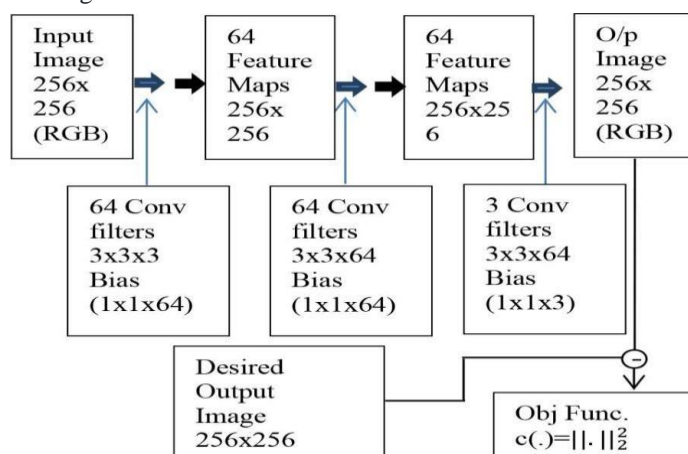 Input
Image
256x
256
(RGB)
64
Feature
Maps
256x
256
64
Feature
Maps
256x25
6
O/p
Image
256x
256
(RGB)
64 Conv
filters
3x3x3
Bias
(1x1x64)
64 Conv
filters
3x3x64
Bias
(1x1x64)
3 Conv
filters
3x3x64
Bias
(1x1x3)
Desired
Output
Image
256x256
-
Obj Func.
c(.)=||. ||₂²